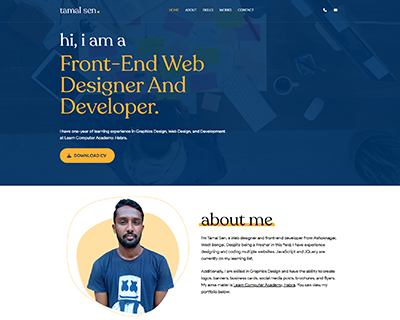 tamal sen.
HOME ABOUT SKILLS WORKS CONTACT
hi, i am a
Front-End Web
Designer And
Developer.
I have one year of learning experience in Graphics Design, Web Design, and Development
at Learn Computer Academy, Habra.
DOWNLOAD CV
about me
I'm Tamal Sen, a Web designer and front-end developer from Ashoknagar,
West Bengal. Despite being a fresher in this field, I have experience
designing and coding multiple websites. JavaScript and JQuery are
currently on my learning list.
Additionally, I am skilled in Graphics Design and have the ability to create
logos, banners, business cards, social media posts, brochures, and flyers.
My alma mater is Learn Computer Academy, Habra. You can view my
portfolio below.